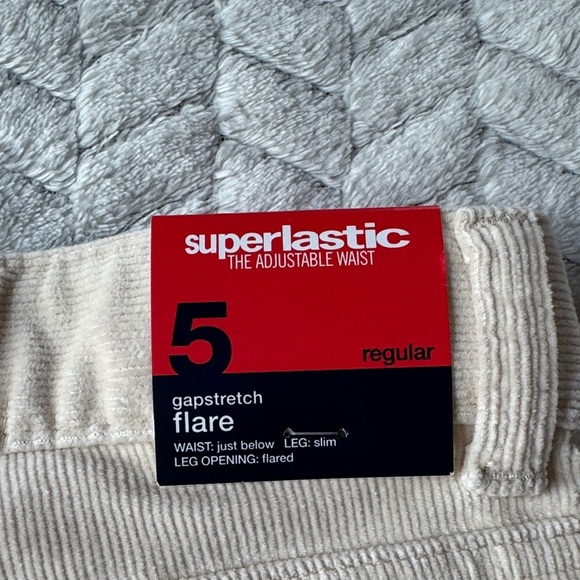 superlastic
THE ADJUSTABLE WAIST
5
regular
gapstretch
flare
WAIST: just below LEG: slim
LEG OPENING: flared